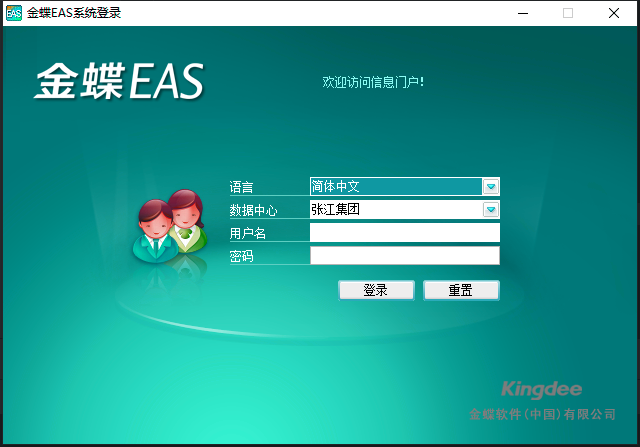 EAS 金蝶EAS系统登录
金蝶EAS
欢迎访问信息门户!
语言 简体中文
数据中心 张江集团
用户名
密码
登录 重置
Kingdee
金蝶软件(中国)有限公司